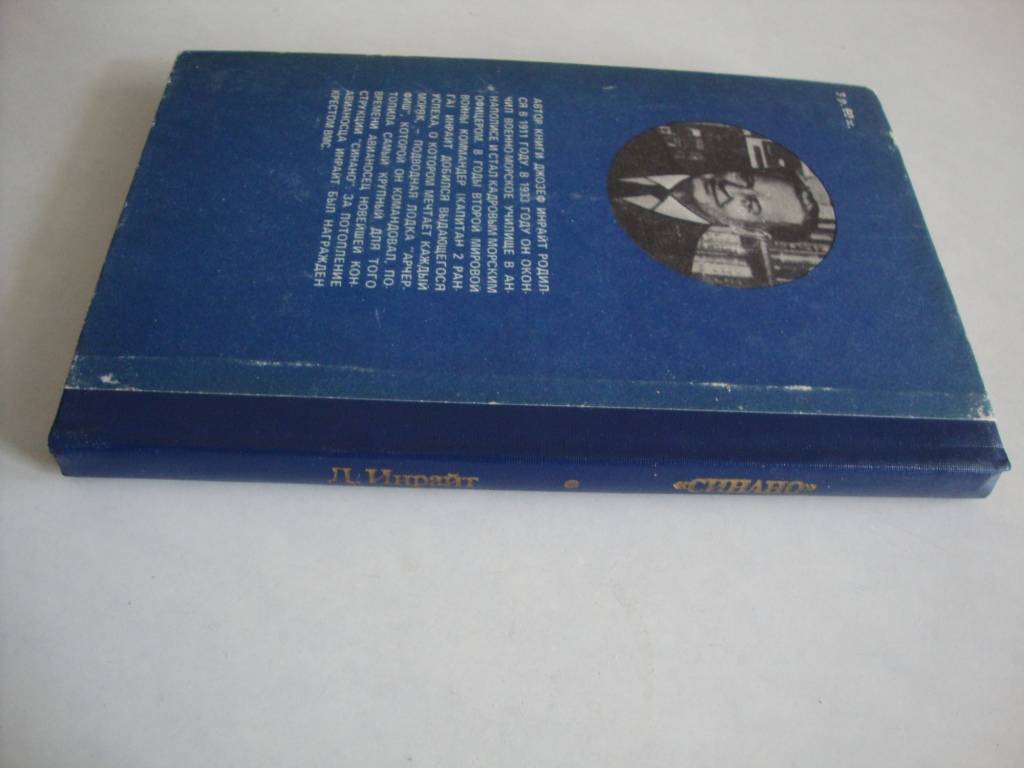 АВТОР КНИГИ ДЖОЗЕФ ИНРАЙТ РОДИЛ-
СЯ В 1911 ГОДУ. В 1933 ГОДУ ОН ОКОН-
ЧИЛ ВОЕННО-МОРСКОЕ УЧИЛИЩЕ В АН-
НАПОЛИСЕ И СТАЛ КАДРОВЫМ МОРСКИМ
ОФИЦЕРОМ. В ГОДЫ ВТОРОЙ МИРОВОЙ
ВОЙНЫ КОММАНДЕР (КАПИТАН 2 РАН-
ГА) ИНРАЙТ ДОБИЛСЯ ВЫДАЮЩЕГОСЯ
УСПЕХА, О КОТОРОМ МЕЧТАЕТ КАЖДЫЙ
МОРЯК, - ПОДВОДНАЯ ЛОДКА "АРЧЕР-
ФИШ", КОТОРОЙ ОН КОМАНДОВАЛ, ПО-
ТОПИЛА САМЫЙ КРУПНЫЙ ДЛЯ ТОГО
ВРЕМЕНИ АВИАНОСЕЦ НОВЕЙШЕЙ КОН-
СТРУКЦИИ "СИНАНО". ЗА ПОТОПЛЕНИЕ
АВИАНОСЦА ИНРАЙТ БЫЛ НАГРАЖДЕН
КРЕСТОМ ВМС.
Д. Инрайт • «СИНАНО»